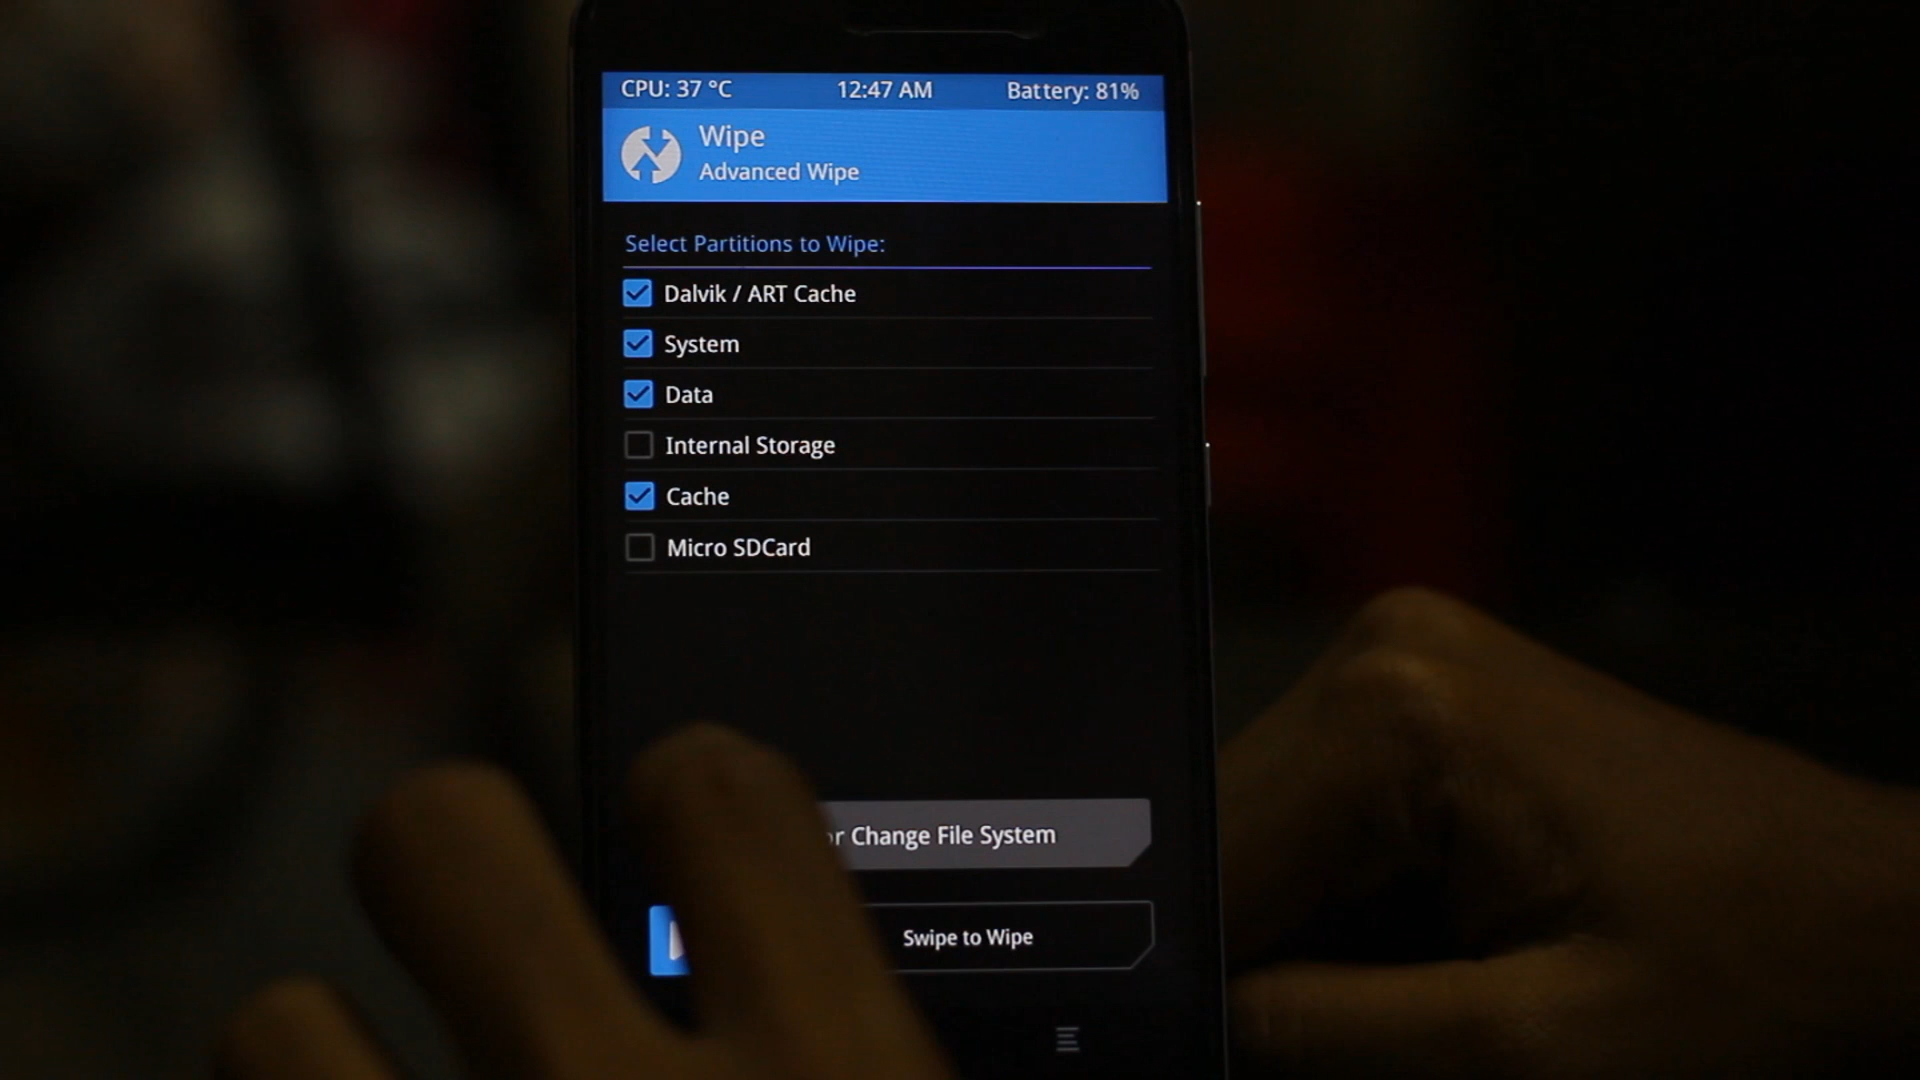 CPU: 37 °C 12:47 AM Battery: 81%
Wipe
Advanced Wipe
Select Partitions to Wipe:
Dalvik / ART Cache
System
Data
Internal Storage
Cache
Micro SDCard
Change File System
Swipe to Wipe